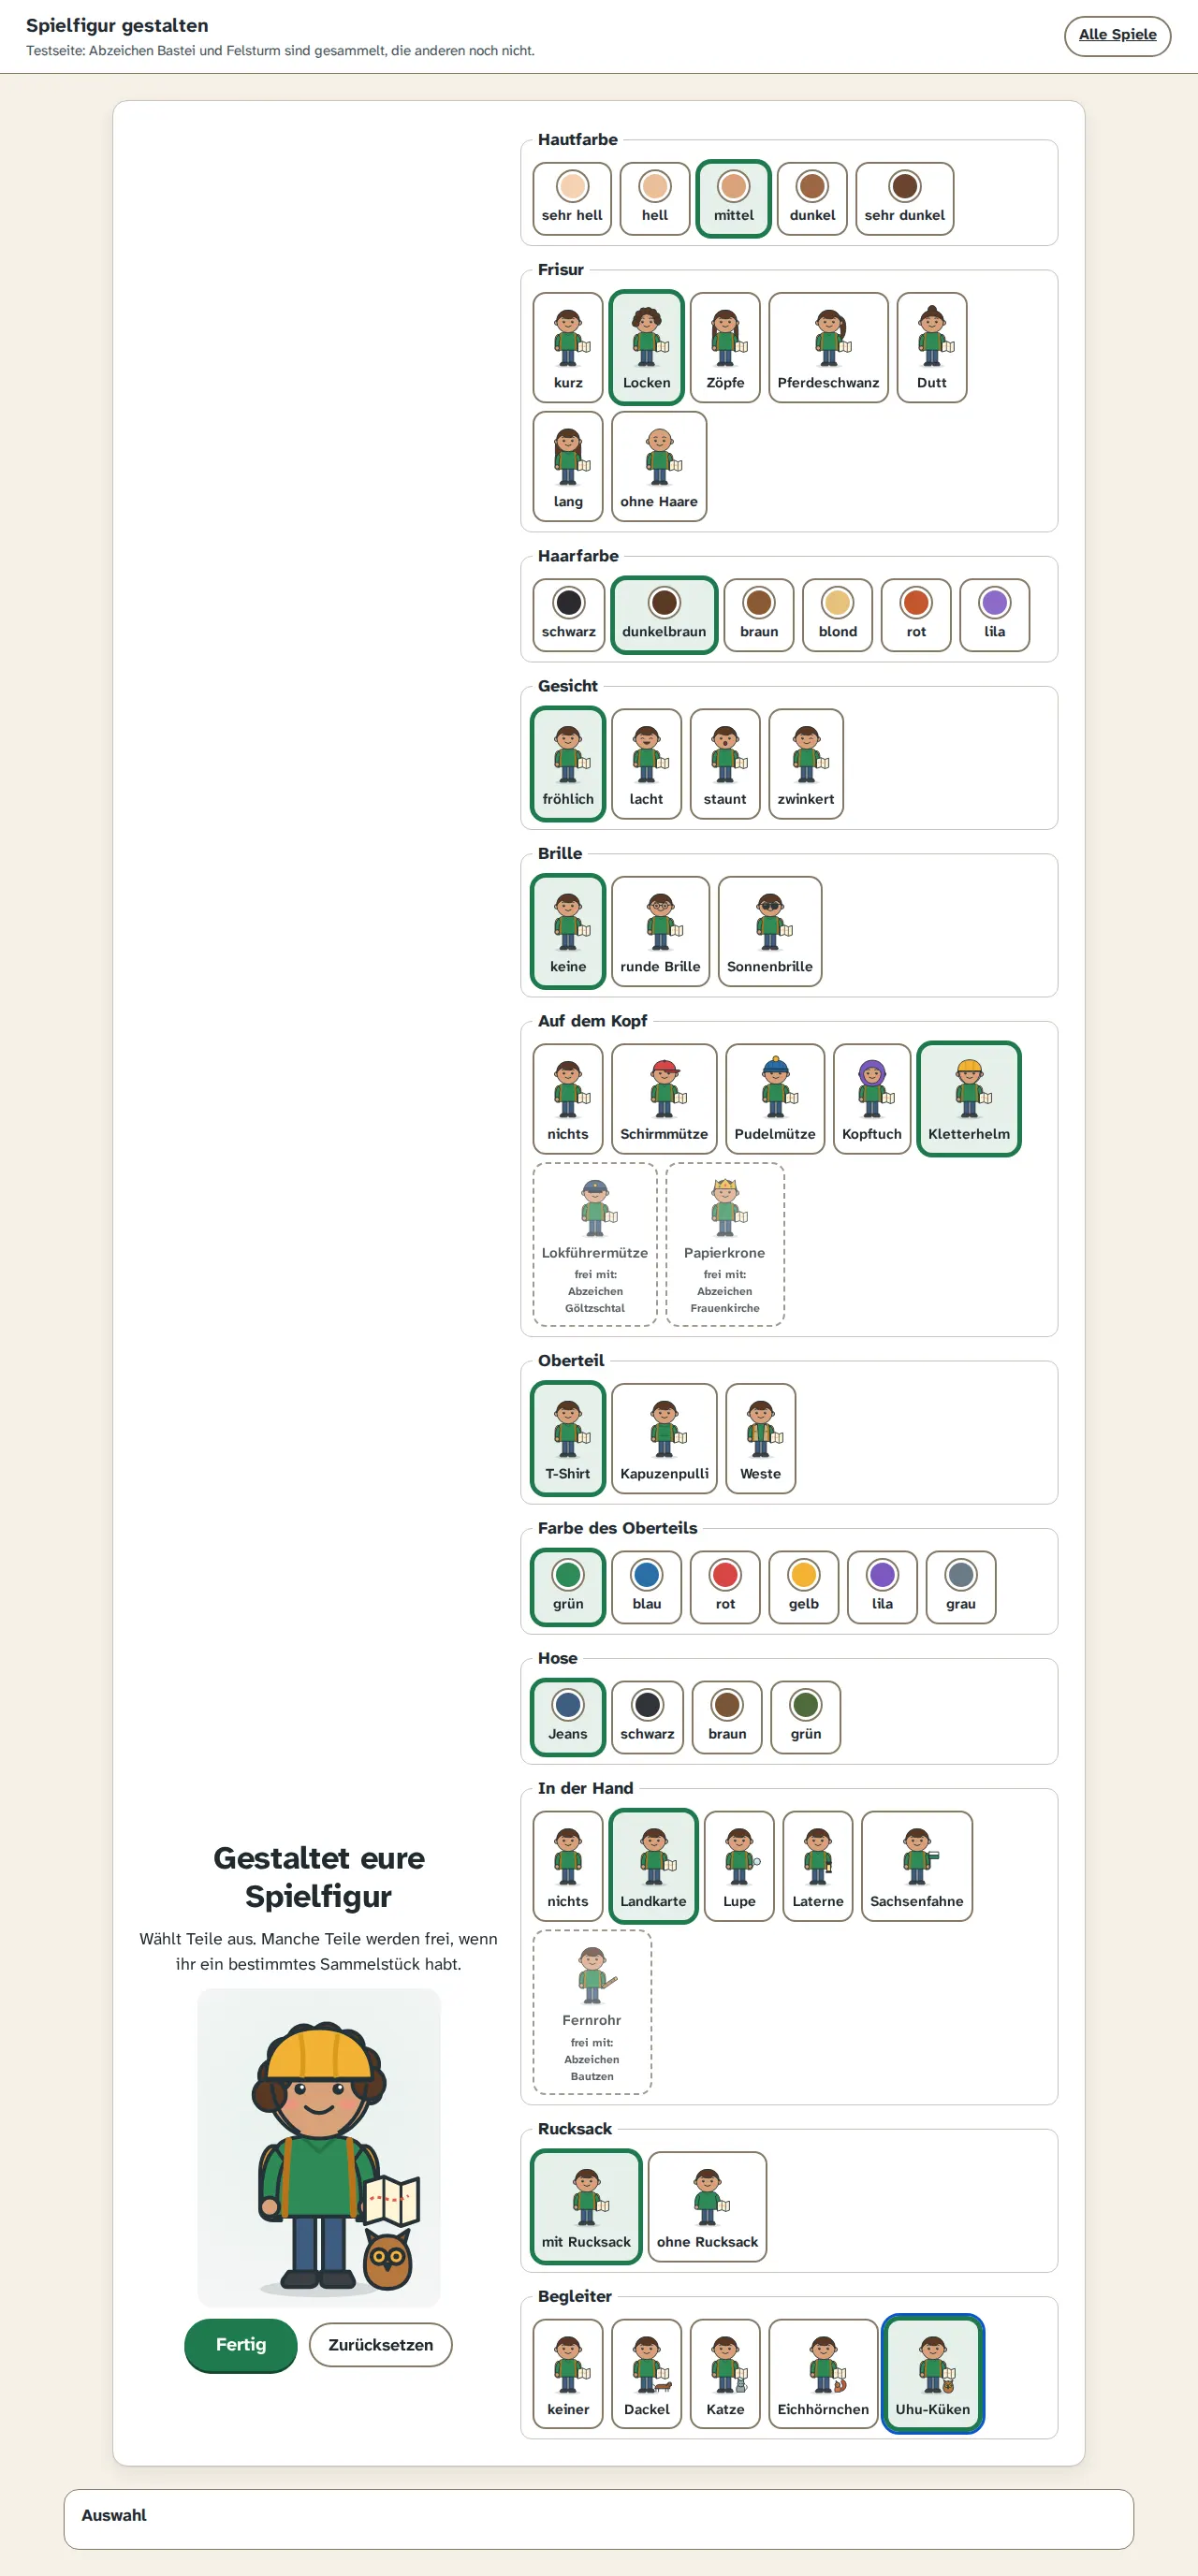 Spielfigur gestalten
Testseite: Abzeichen Bastei und Felsturm sind gesammelt, die anderen noch nicht.
Alle Spiele
Hautfarbe
sehr hell
hell
mittel
dunkel
sehr dunkel
Frisur
kurz
Locken
Zöpfe
Pferdeschwanz
Dutt
lang
ohne Haare
Haarfarbe
schwarz
dunkelbraun
braun
blond
rot
lila
Gesicht
fröhlich
lacht
staunt
zwinkert
Brille
keine
runde Brille
Sonnenbrille
Auf dem Kopf
nichts
Schirmmütze
Pudelmütze
Kopftuch
Kletterhelm
Lokführermütze
frei mit:
Abzeichen
Göltzschtal
Papierkrone
frei mit:
Abzeichen
Frauenkirche
Oberteil
T-Shirt
Kapuzenpulli
Weste
Farbe des Oberteils
grün
blau
rot
gelb
lila
grau
Hose
Jeans
schwarz
braun
grün
In der Hand
nichts
Landkarte
Lupe
Laterne
Sachsenfahne
Fernrohr
frei mit:
Abzeichen
Bautzen
Rucksack
mit Rucksack
ohne Rucksack
Begleiter
keiner
Dackel
Katze
Eichhörnchen
Uhu-Küken
Gestaltet eure
Spielfigur
Wählt Teile aus. Manche Teile werden frei, wenn
ihr ein bestimmtes Sammelstück habt.
Fertig
Zurücksetzen
Auswahl